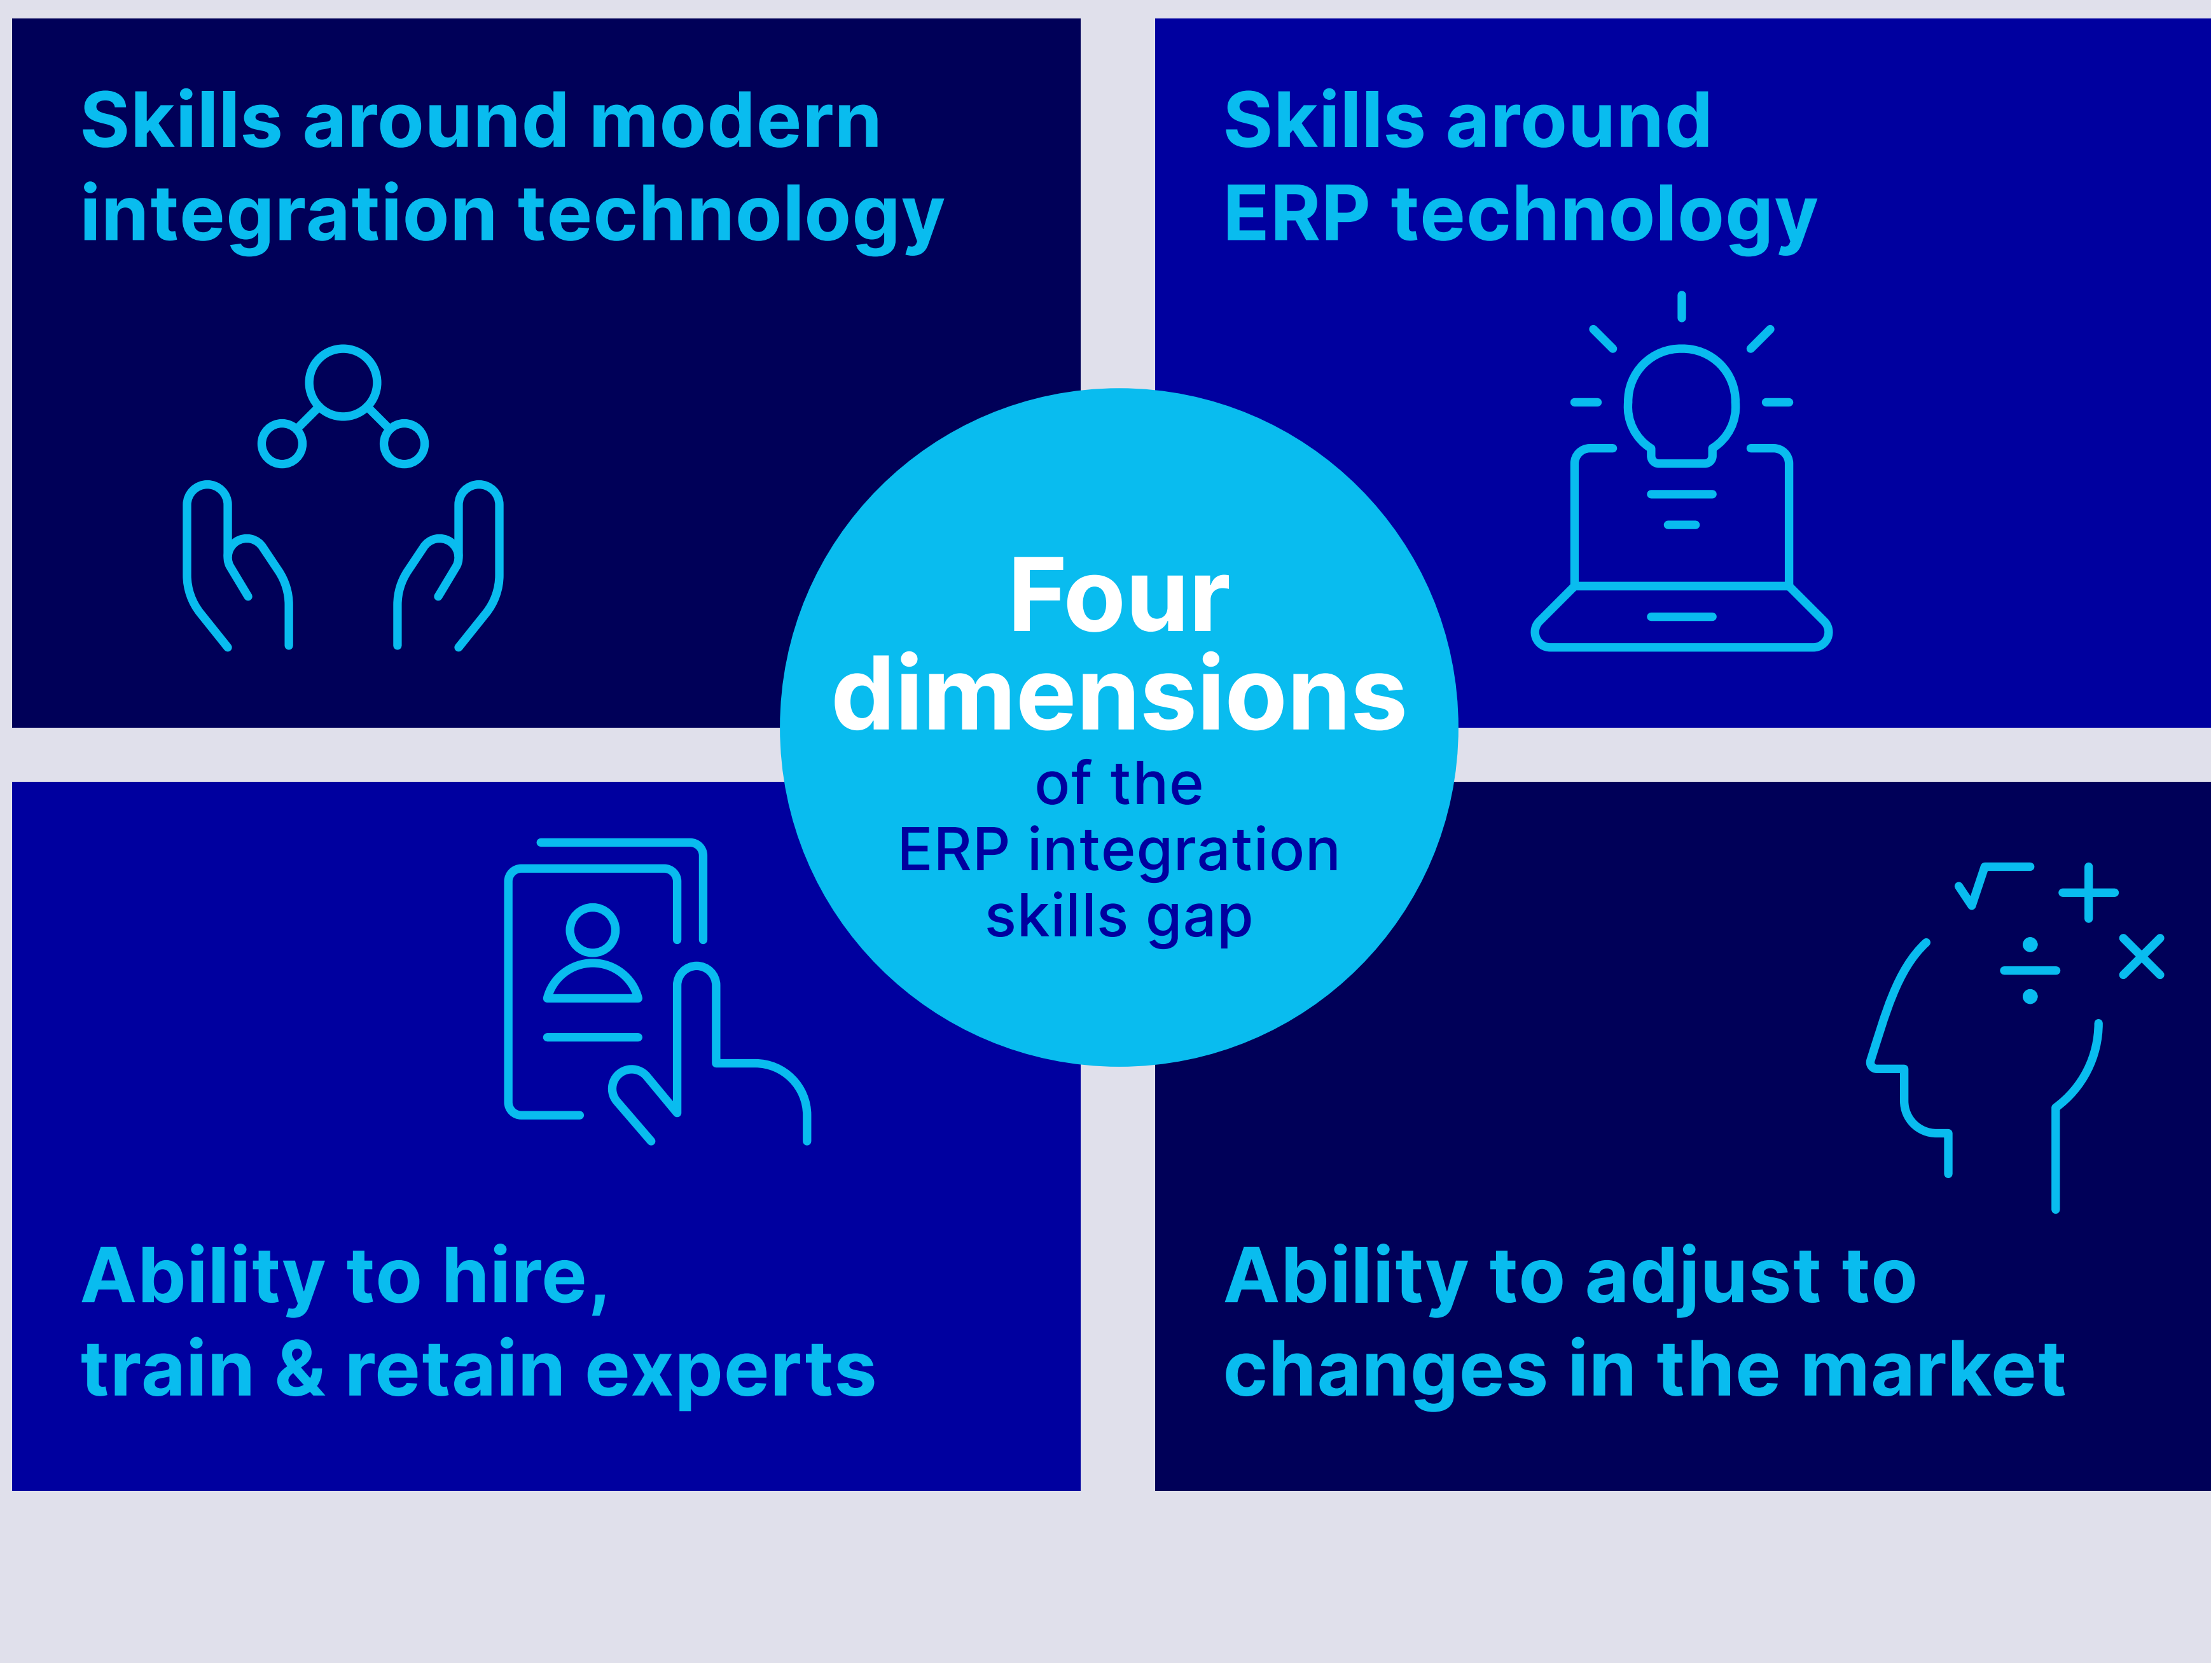 Skills around modern
integration technology
Skills around
ERP technology
Four
dimensions
of the
ERP integration
skills gap
Ability to hire,
train & retain experts
Ability to adjust to
changes in the market